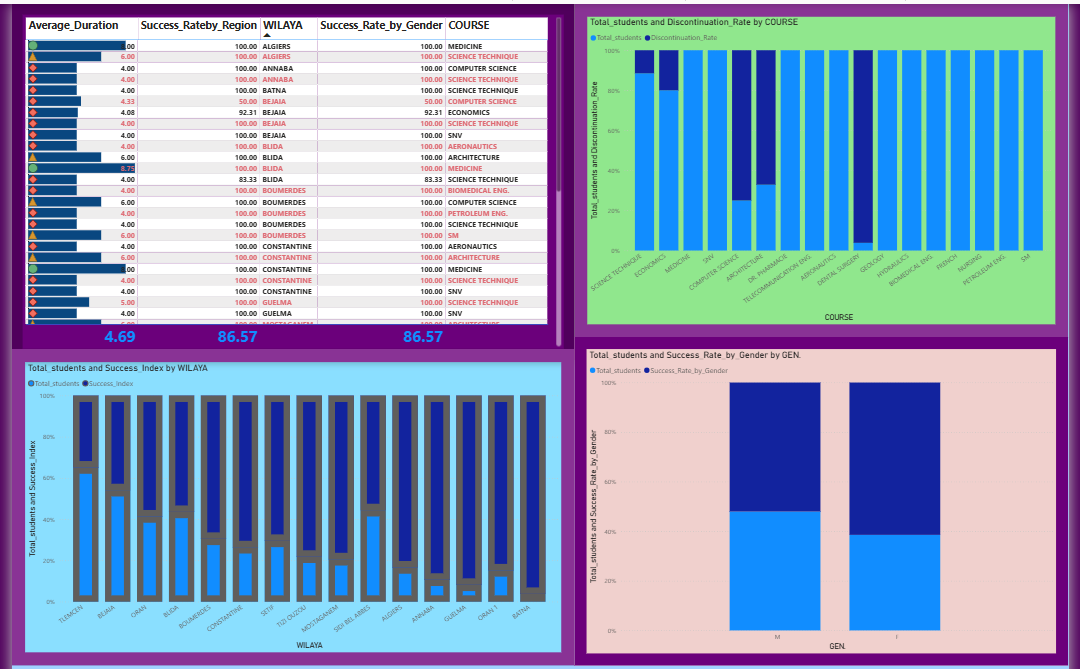 Average_Duration Success_Rateby_Region WILAYA Success_Rate_by_Gender COURSE
.00 100.00 ALGIERS 100.00 MEDICINE
6.00 100.00 ALGIERS 100.00 SCIENCE TECHNIQUE
4.00 100.00 ANNABA 100.00 COMPUTER SCIENCE
4.00 100.00 ANNABA 100.00 SCIENCE TECHNIQUE
4.00 100.00 BATNA 100.00 SCIENCE TECHNIQUE
4.33 50.00 BEJAIA 50.00 COMPUTER SCIENCE
4.08 92.31 BEJAIA 92.31 ECONOMICS
4.00 100.00 BEJAIA 100.00 SCIENCE TECHNIQUE
4.00 100.00 BEJAIA 100.00 SNV
4.00 100.00 BLIDA 100.00 AERONAUTICS
6.00 100.00 BLIDA 100.00 ARCHITECTURE
8.75 100.00 BLIDA 100.00 MEDICINE
4.00 83.33 BLIDA 83.33 SCIENCE TECHNIQUE
4.00 100.00 BOUMERDES 100.00 BIOMEDICAL ENG.
6.00 100.00 BOUMERDES 100.00 COMPUTER SCIENCE
4.00 100.00 BOUMERDES 100.00 PETROLEUM ENG.
4.00 100.00 BOUMERDES 100.00 SCIENCE TECHNIQUE
6.00 100.00 BOUMERDES 100.00 SM
4.00 100.00 CONSTANTINE 100.00 AERONAUTICS
6.00 100.00 CONSTANTINE 100.00 ARCHITECTURE
.00 100.00 CONSTANTINE 100.00 MEDICINE
4.00 100.00 CONSTANTINE 100.00 SCIENCE TECHNIQUE
4.00 100.00 CONSTANTINE 100.00 SNV
5.00 100.00 GUELMA 100.00 SCIENCE TECHNIQUE
4.00 100.00 GUELMA 100.00 SNV
4.69 86.57 86.57
Total_students and Discontinuation_Rate by COURSE
Total_students Discontinuation_Rate
Total_students and Discontinuation_Rate
100%
80%
60%
40%
20%
0%
SCIENCE TECHNIQUE
ECONOMICS
MEDICINE
SNV
COMPUTER SCIENCE
ARCHITECTURE
DR. PHARMACIE
TELECOMMUNICATION ENG
AERONAUTICS
DENTAL SURGERY
GEOLOGY
HYDRAULICS
BIOMEDICAL ENG.
FRENCH
NURSING
PETROLEUM ENG.
SM
COURSE
Total_students and Success_Index by WILAYA
Total_students Success_Index
Total_students and Success_Index
100%
80%
60%
40%
20%
0%
TLEMCEN
BEJAIA
ORAN
BLIDA
BOUMERDES
CONSTANTINE
SETIF
TIZI OUZOU
MOSTAGANEM
SIDI BEL ABBES
ALGIERS
ANNABA
GUELMA
ORAN 1
BATNA
WILAYA
Total_students and Success_Rate_by_Gender by GEN.
Total_students Success_Rate_by_Gender
Total_students and Success_Rate_by_Gender
100%
80%
60%
40%
20%
0%
M
F
GEN.